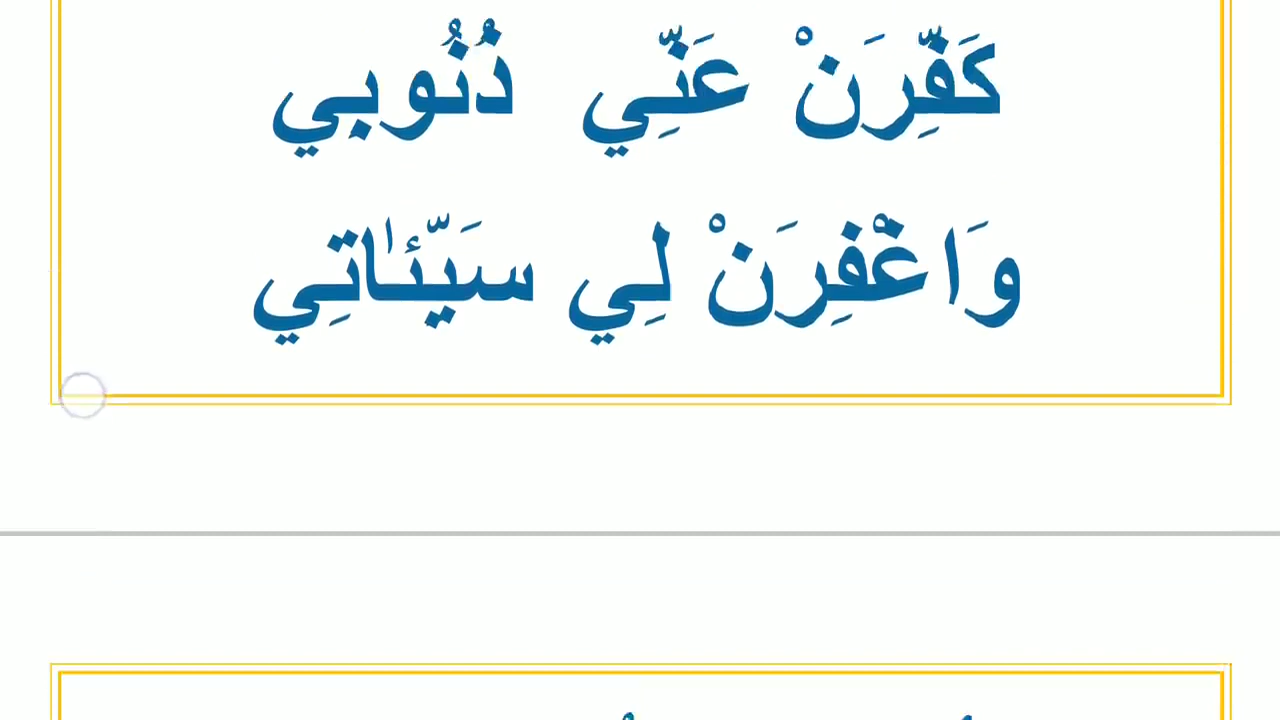 كَفِّرَنْ عَنِّي ذُنُوبِي
وَاغْفِرَنْ لِي سَيِّئَاتِي